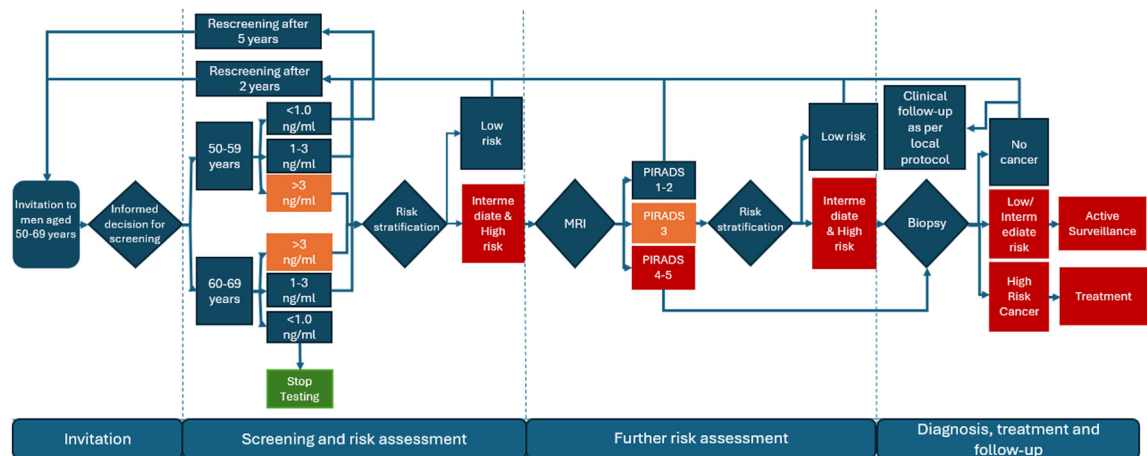 Rescreening after
5 years
Rescreening after
2 years
Invitation to
men aged
50-69 years
Informed
decision for
screening
50-59
years
<1.0
ng/ml
1-3
ng/ml
>3
ng/ml
60-69
years
>3
ng/ml
1-3
ng/ml
<1.0
ng/ml
Stop
Testing
Risk
stratification
Low
risk
Interme
diate &
High
risk
MRI
PIRADS
1-2
PIRADS
3
PIRADS
4-5
Risk
stratification
Low risk
Interme
diate
& High
risk
Biopsy
Clinical
follow-up
as per
local
protocol
No
cancer
Low/
Interm
ediate
risk
High
Risk
Cancer
Active
Surveillance
Treatment
Invitation
Screening and risk assessment
Further risk assessment
Diagnosis, treatment and
follow-up